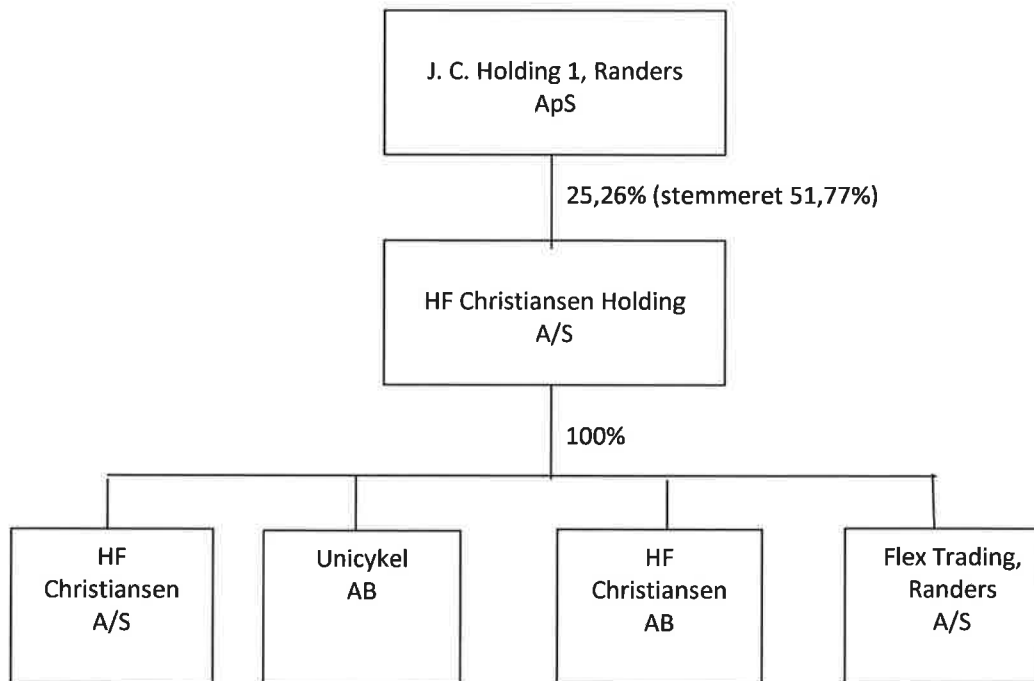 J. C. Holding 1, Randers
ApS
25,26% (stemmeret 51,77%)
HF Christiansen Holding
A/S
100%
HF
Christiansen
A/S
Unicykel
AB
HF
Christiansen
AB
Flex Trading,
Randers
A/S